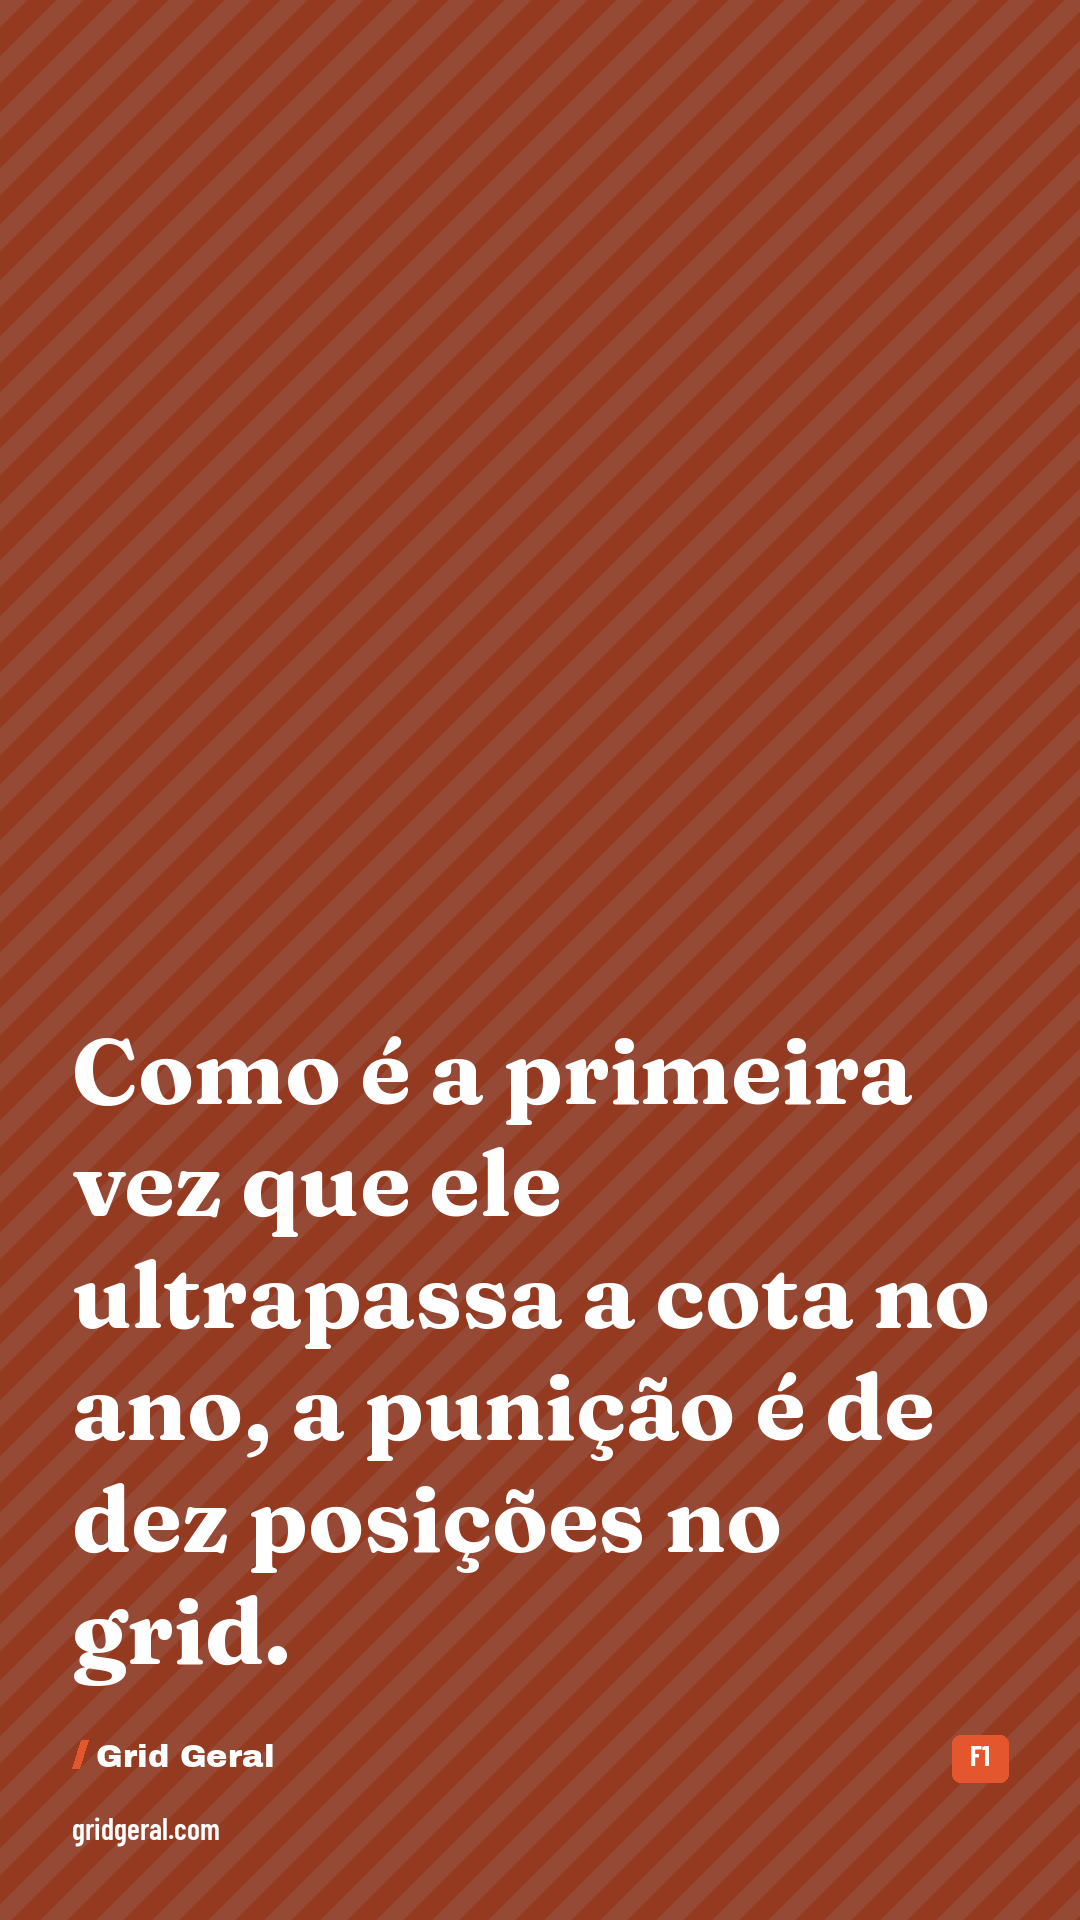 Como é a primeira
vez que ele
ultrapassa a cota no
ano, a punição é de
dez posições no
grid.
/ Grid Geral
F1
gridgeral.com